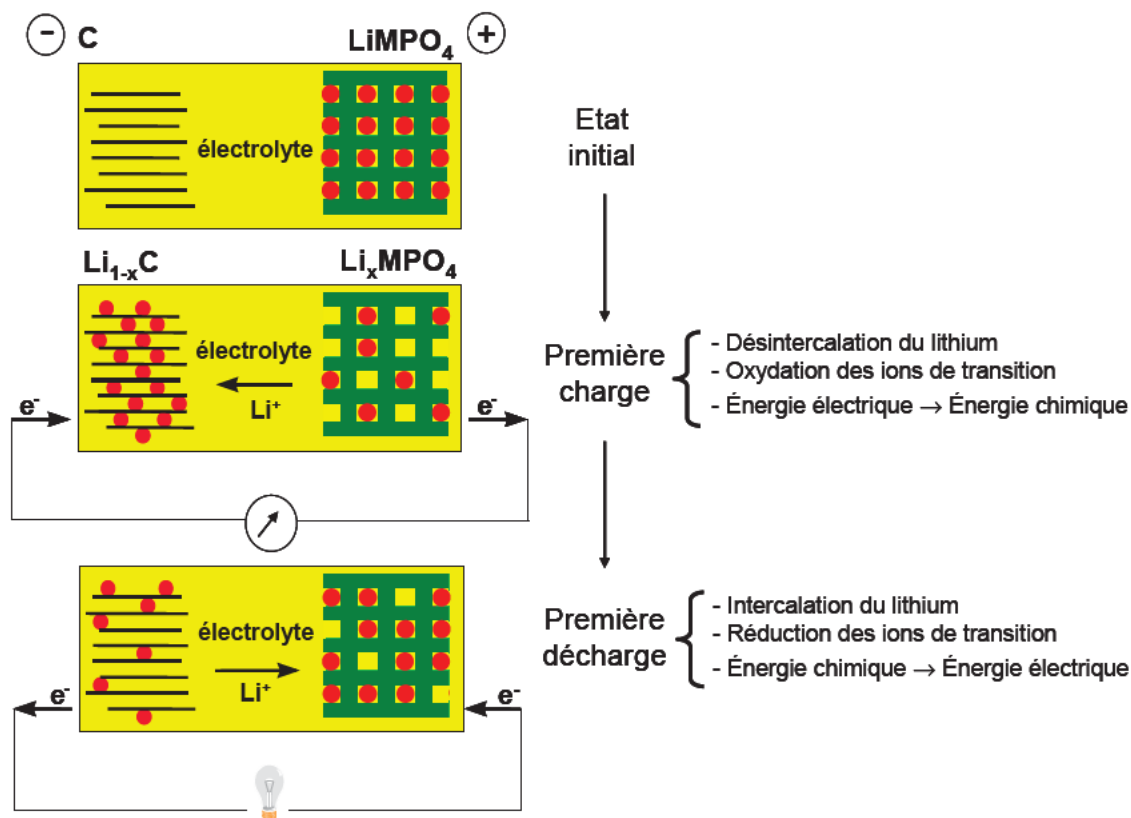 − C LiMPO4 +
électrolyte
Etat
initial
Li1-xC LixMPO4
électrolyte
Li+
e-
e-
Première
charge
- Désintercalation du lithium
- Oxydation des ions de transition
- Énergie électrique → Énergie chimique
électrolyte
Li+
e-
e-
Première
décharge
- Intercalation du lithium
- Réduction des ions de transition
- Énergie chimique → Énergie électrique